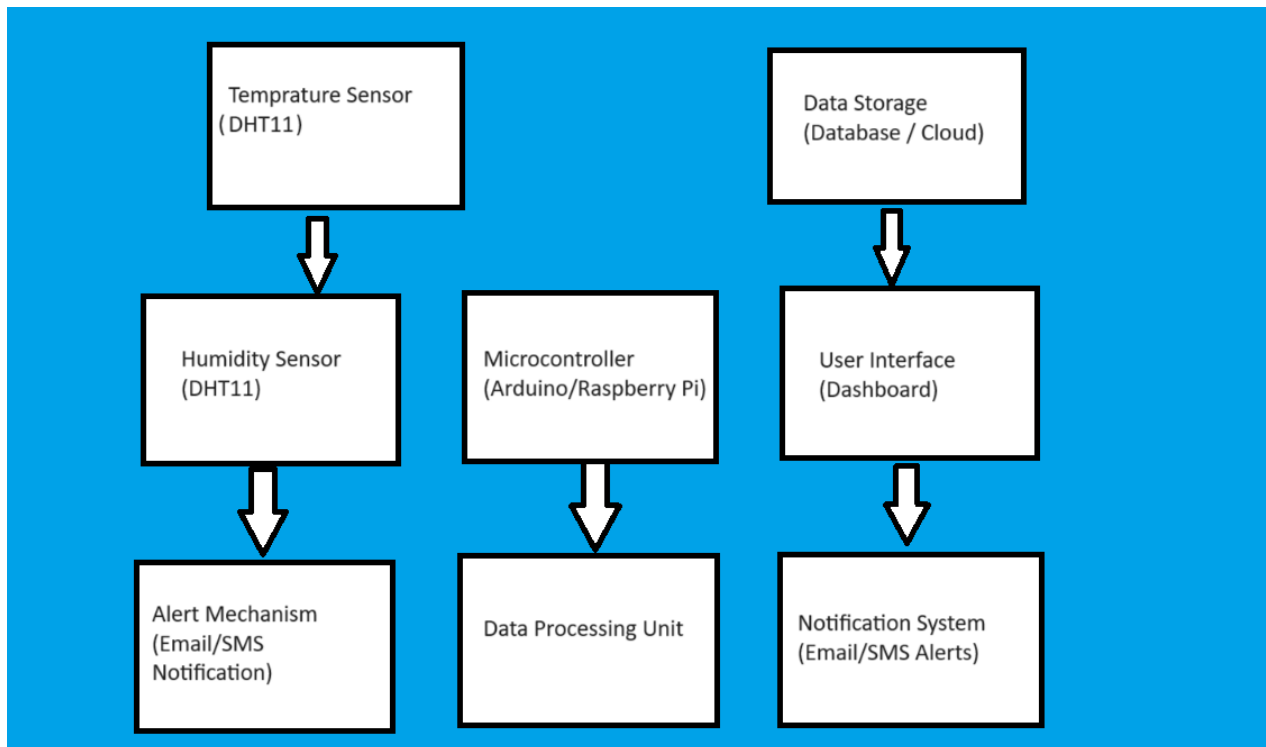 Temprature Sensor
(DHT11)
Data Storage
(Database / Cloud)
Humidity Sensor
(DHT11)
Microcontroller
(Arduino/Raspberry Pi)
User Interface
(Dashboard)
Alert Mechanism
(Email/SMS
Notification)
Data Processing Unit
Notification System
(Email/SMS Alerts)